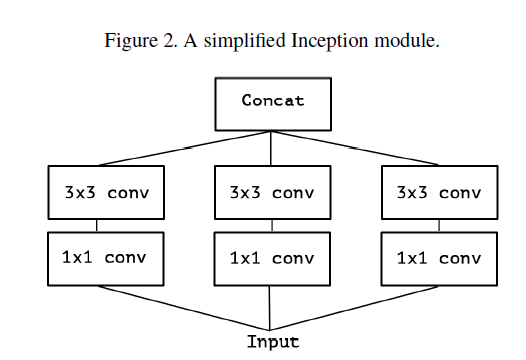 Figure 2. A simplified Inception module.
Concat
3x3 conv 3x3 conv 3x3 conv
1x1 conv 1x1 conv 1x1 conv
Input